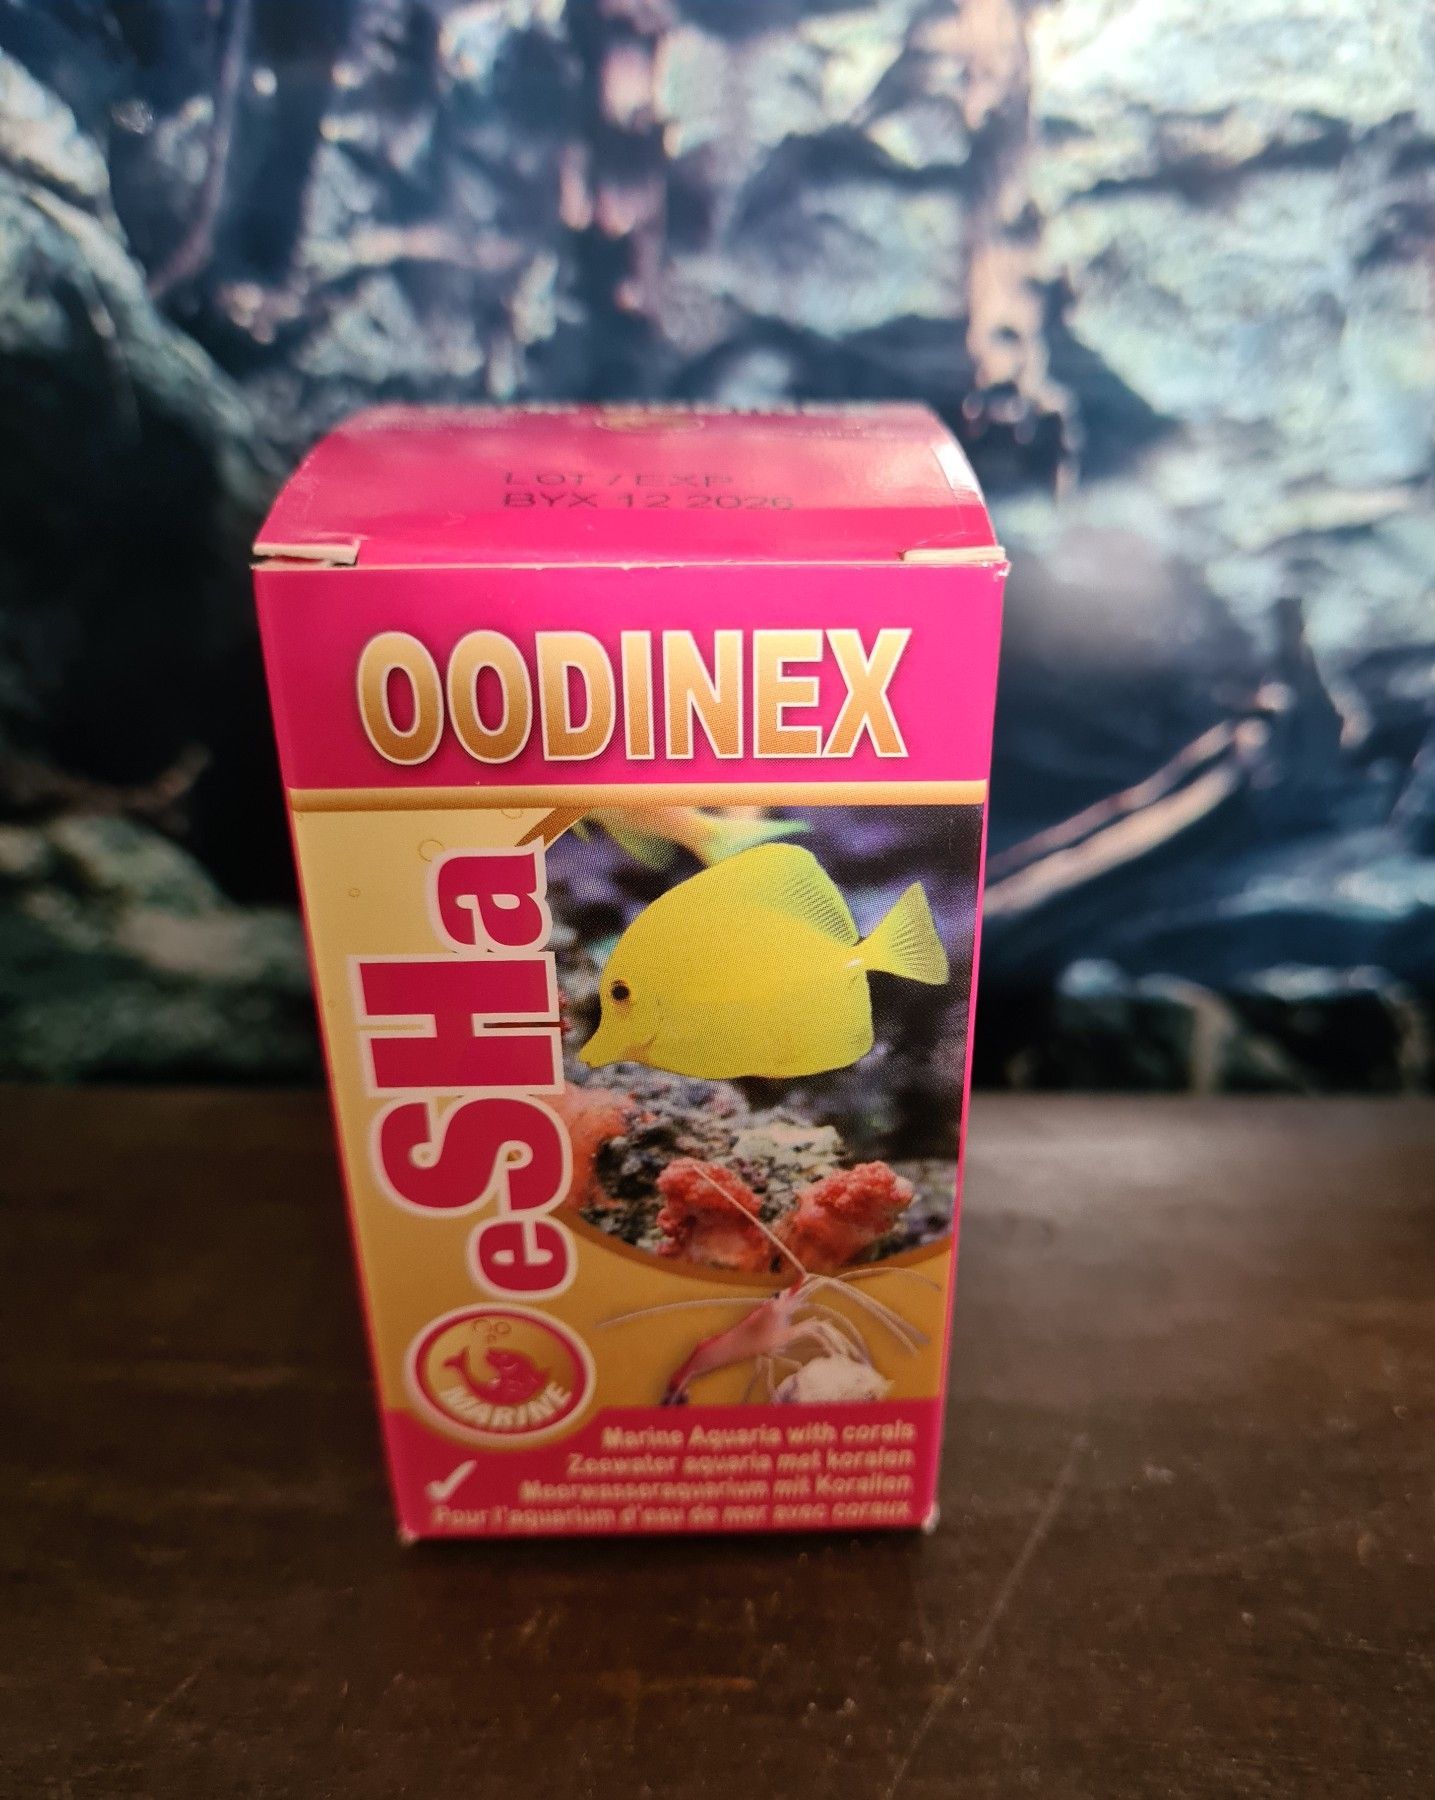 LOT / EXP
BYX 12 2026
OODINEX
eSHa
MARINE
Marine Aquaria with corals
Zeewater aquaria met koralen
Meerwasseraquarium mit Korallen
Pour l'aquarium d'eau de mer avec coraux